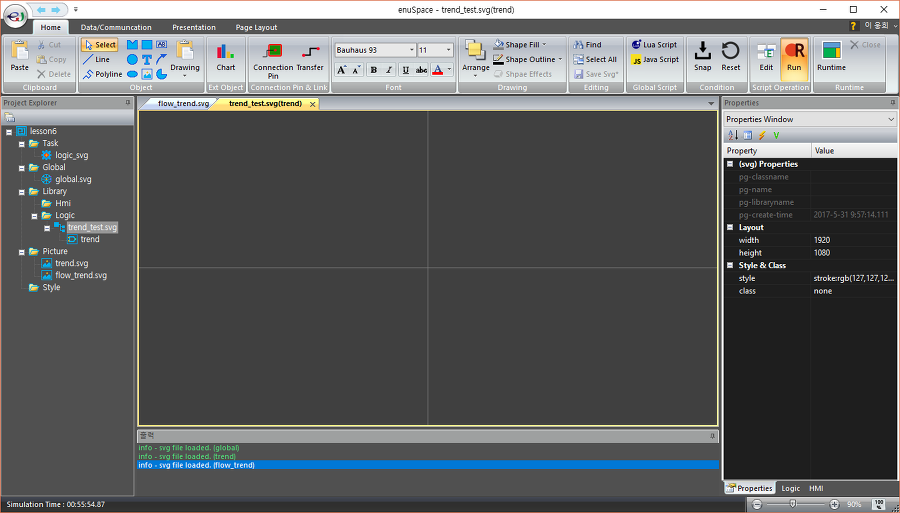 enuSpace - trend_test.svg(trend)
Home Data/Communcation Presentation Page Layout
이 웅희
Paste
Cut
Copy
Delete
Clipboard
Select
Line
Polyline
Drawing
Object
Chart
Ext Object
Connection Pin
Transfer
Connection Pin & Link
Bauhaus 93 11
A A B I U abc A
Font
Arrange
Shape Fill
Shape Outline
Shpae Effects
Drawing
Find
Select All
Save Svg*
Editing
Lua Script
Java Script
Global Script
Snap
Reset
Condition
Edit
Run
Script Operation
Runtime
Close
Runtime
Project Explorer
lesson6
Task
logic_svg
Global
global.svg
Library
Hmi
Logic
trend_test.svg
trend
Picture
trend.svg
flow_trend.svg
Style
flow_trend.svg trend_test.svg(trend)
출력
info - svg file loaded. (global)
info - svg file loaded. (trend)
info - svg file loaded. (flow_trend)
Properties
Properties Window
Property Value
(svg) Properties
pg-classname
pg-name
pg-libraryname
pg-create-time 2017-5-31 9:57:14.111
Layout
width 1920
height 1080
Style & Class
style stroke:rgb(127,127,12...
class none
Properties Logic HMI
Simulation Time : 00:55:54.87
90%
100
%